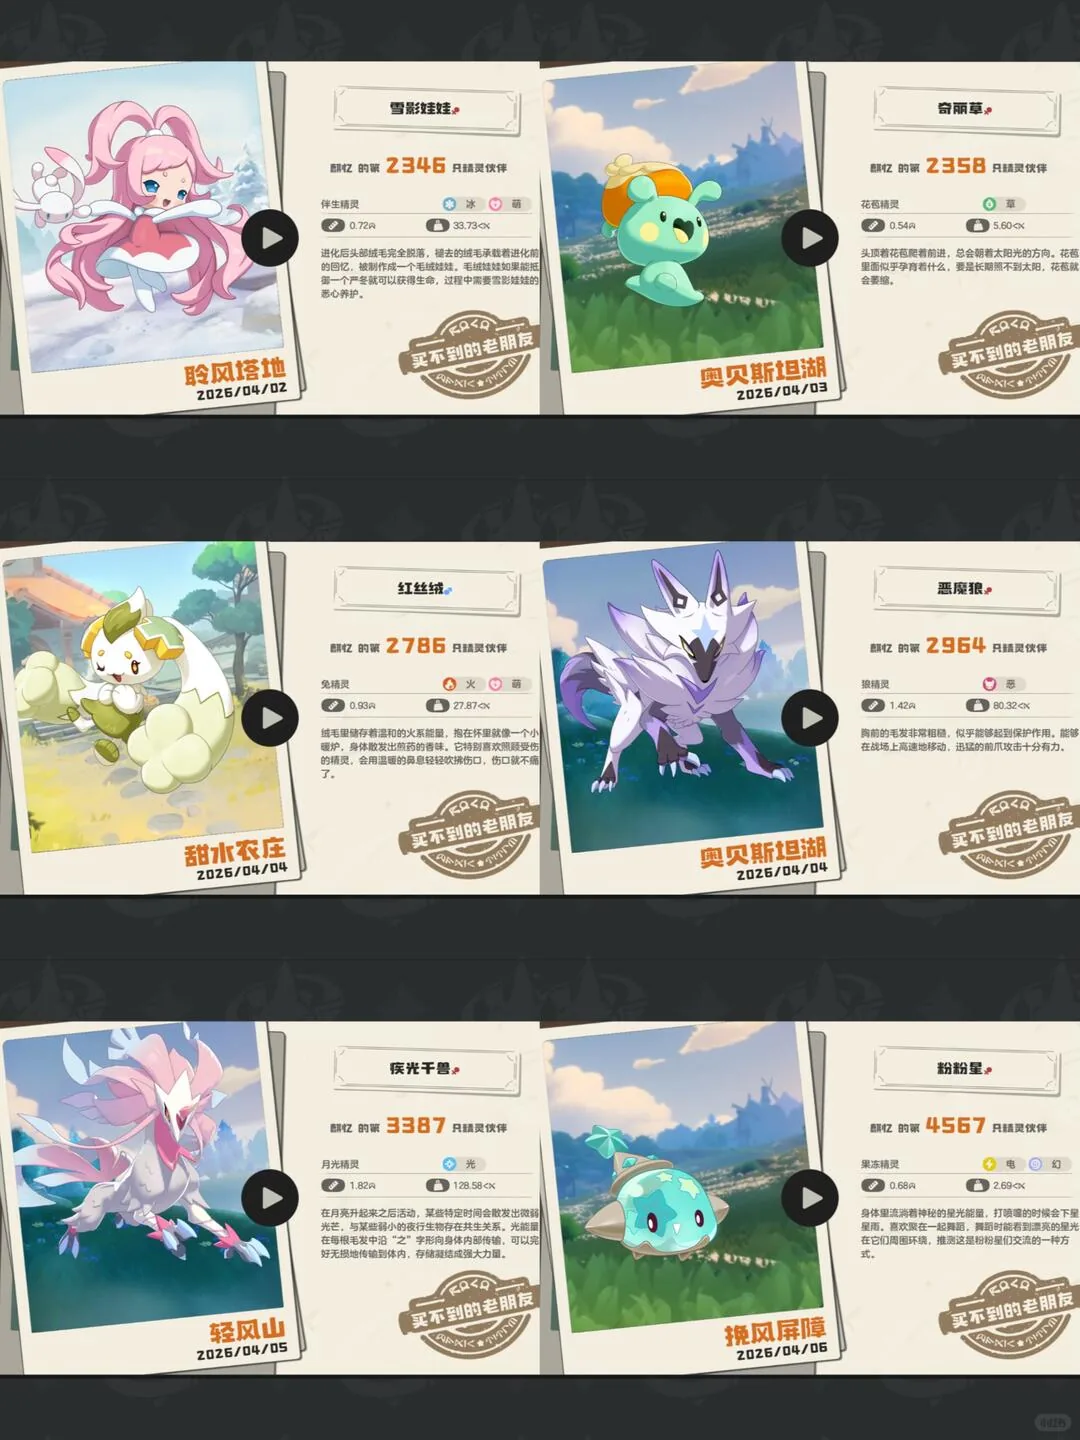 雪影娃娃
麒忆 的第 2346 只精灵伙伴
伴生精灵
冰
萌
0.72
33.73
进化后头部绒毛完全脱落，褪去的绒毛承载着进化前
的回忆，被制作成一个毛绒娃娃。毛绒娃娃如果能抵
御一个严冬就可以获得生命，过程中需要雪影娃娃的
悉心养护。
买不到的老朋友
聆风塔地
2026/04/02
奇丽草
麒忆 的第 2358 只精灵伙伴
花苞精灵
草
0.54
5.60
头顶着花苞爬着前进，总会朝着太阳光的方向。花苞
里面似乎孕育着什么，要是长期照不到太阳，花苞就
会萎缩。
买不到的老朋友
奥贝斯坦湖
2026/04/03
红丝绒
麒忆 的第 2786 只精灵伙伴
兔精灵
火
萌
0.93
27.87
绒毛里储存着温和的火系能量，抱在怀里就像一个小
暖炉，身体散发出煎药的香味。它特别喜欢照顾受伤
的精灵，会用温暖的鼻息轻轻吹拂伤口，伤口就不痛
了。
买不到的老朋友
甜水农庄
2026/04/04
恶魔狼
麒忆 的第 2964 只精灵伙伴
狼精灵
恶
1.42
80.32
胸前的毛发非常粗糙，似乎能够起到保护作用。能够
在战场上高速地移动，迅猛的前爪攻击十分有力。
买不到的老朋友
奥贝斯坦湖
2026/04/04
疾光千兽
麒忆 的第 3387 只精灵伙伴
月光精灵
光
1.82
128.58
在月亮升起来之后活动，某些特定时间会散发出微弱
光芒，与某些弱小的夜行生物存在共生关系。光能量
在每根毛发中沿“之”字形向身体内部传输，可以完
好无损地传输到体内，存储凝结成强大力量。
买不到的老朋友
轻风山
2026/04/05
粉粉星
麒忆 的第 4567 只精灵伙伴
果冻精灵
电
幻
0.68
2.69
身体里流淌着神秘的星光能量，打喷嚏的时候会下星
星雨。喜欢聚在一起舞蹈，舞蹈时能看到漂亮的星光
在它们周围环绕，推测这是粉粉星们交流的一种方
式。
买不到的老朋友
挽风屏障
2026/04/06